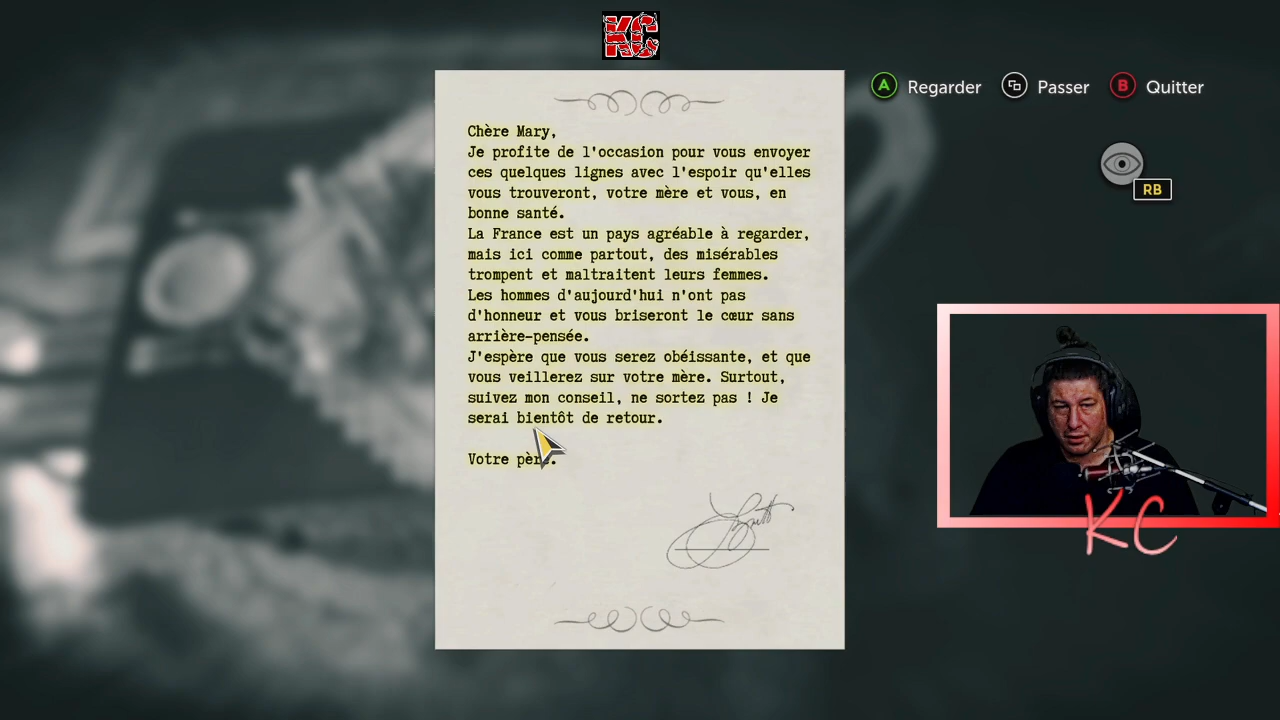 KC
A Regarder Passer B Quitter
RB
Chère Mary,
Je profite de l'occasion pour vous envoyer
ces quelques lignes avec l'espoir qu'elles
vous trouveront, votre mère et vous, en
bonne santé.
La France est un pays agréable à regarder,
mais ici comme partout, des misérables
trompent et maltraitent leurs femmes.
Les hommes d'aujourd'hui n'ont pas
d'honneur et vous briseront le cœur sans
arrière-pensée.
J'espère que vous serez obéissante, et que
vous veillerez sur votre mère. Surtout,
suivez mon conseil, ne sortez pas ! Je
serai bientôt de retour.
Votre père.
KC